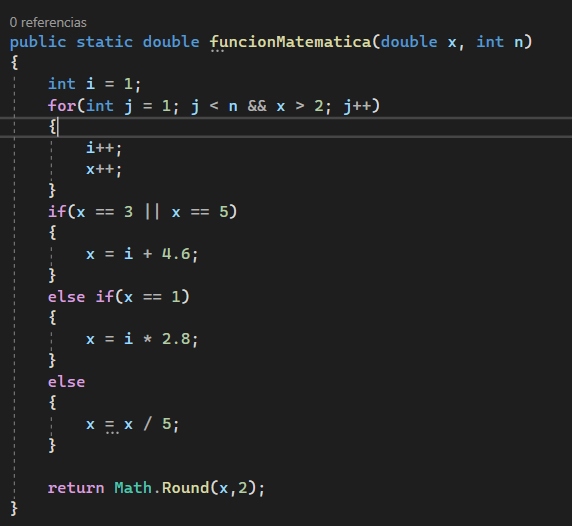 0 referencias
public static double funcionMatematica(double x, int n)
{
    int i = 1;
    for(int j = 1; j < n && x > 2; j++)
    {
        i++;
        x++;
    }
    if(x == 3 || x == 5)
    {
        x = i + 4.6;
    }
    else if(x == 1)
    {
        x = i * 2.8;
    }
    else
    {
        x = x / 5;
    }

    return Math.Round(x,2);
}